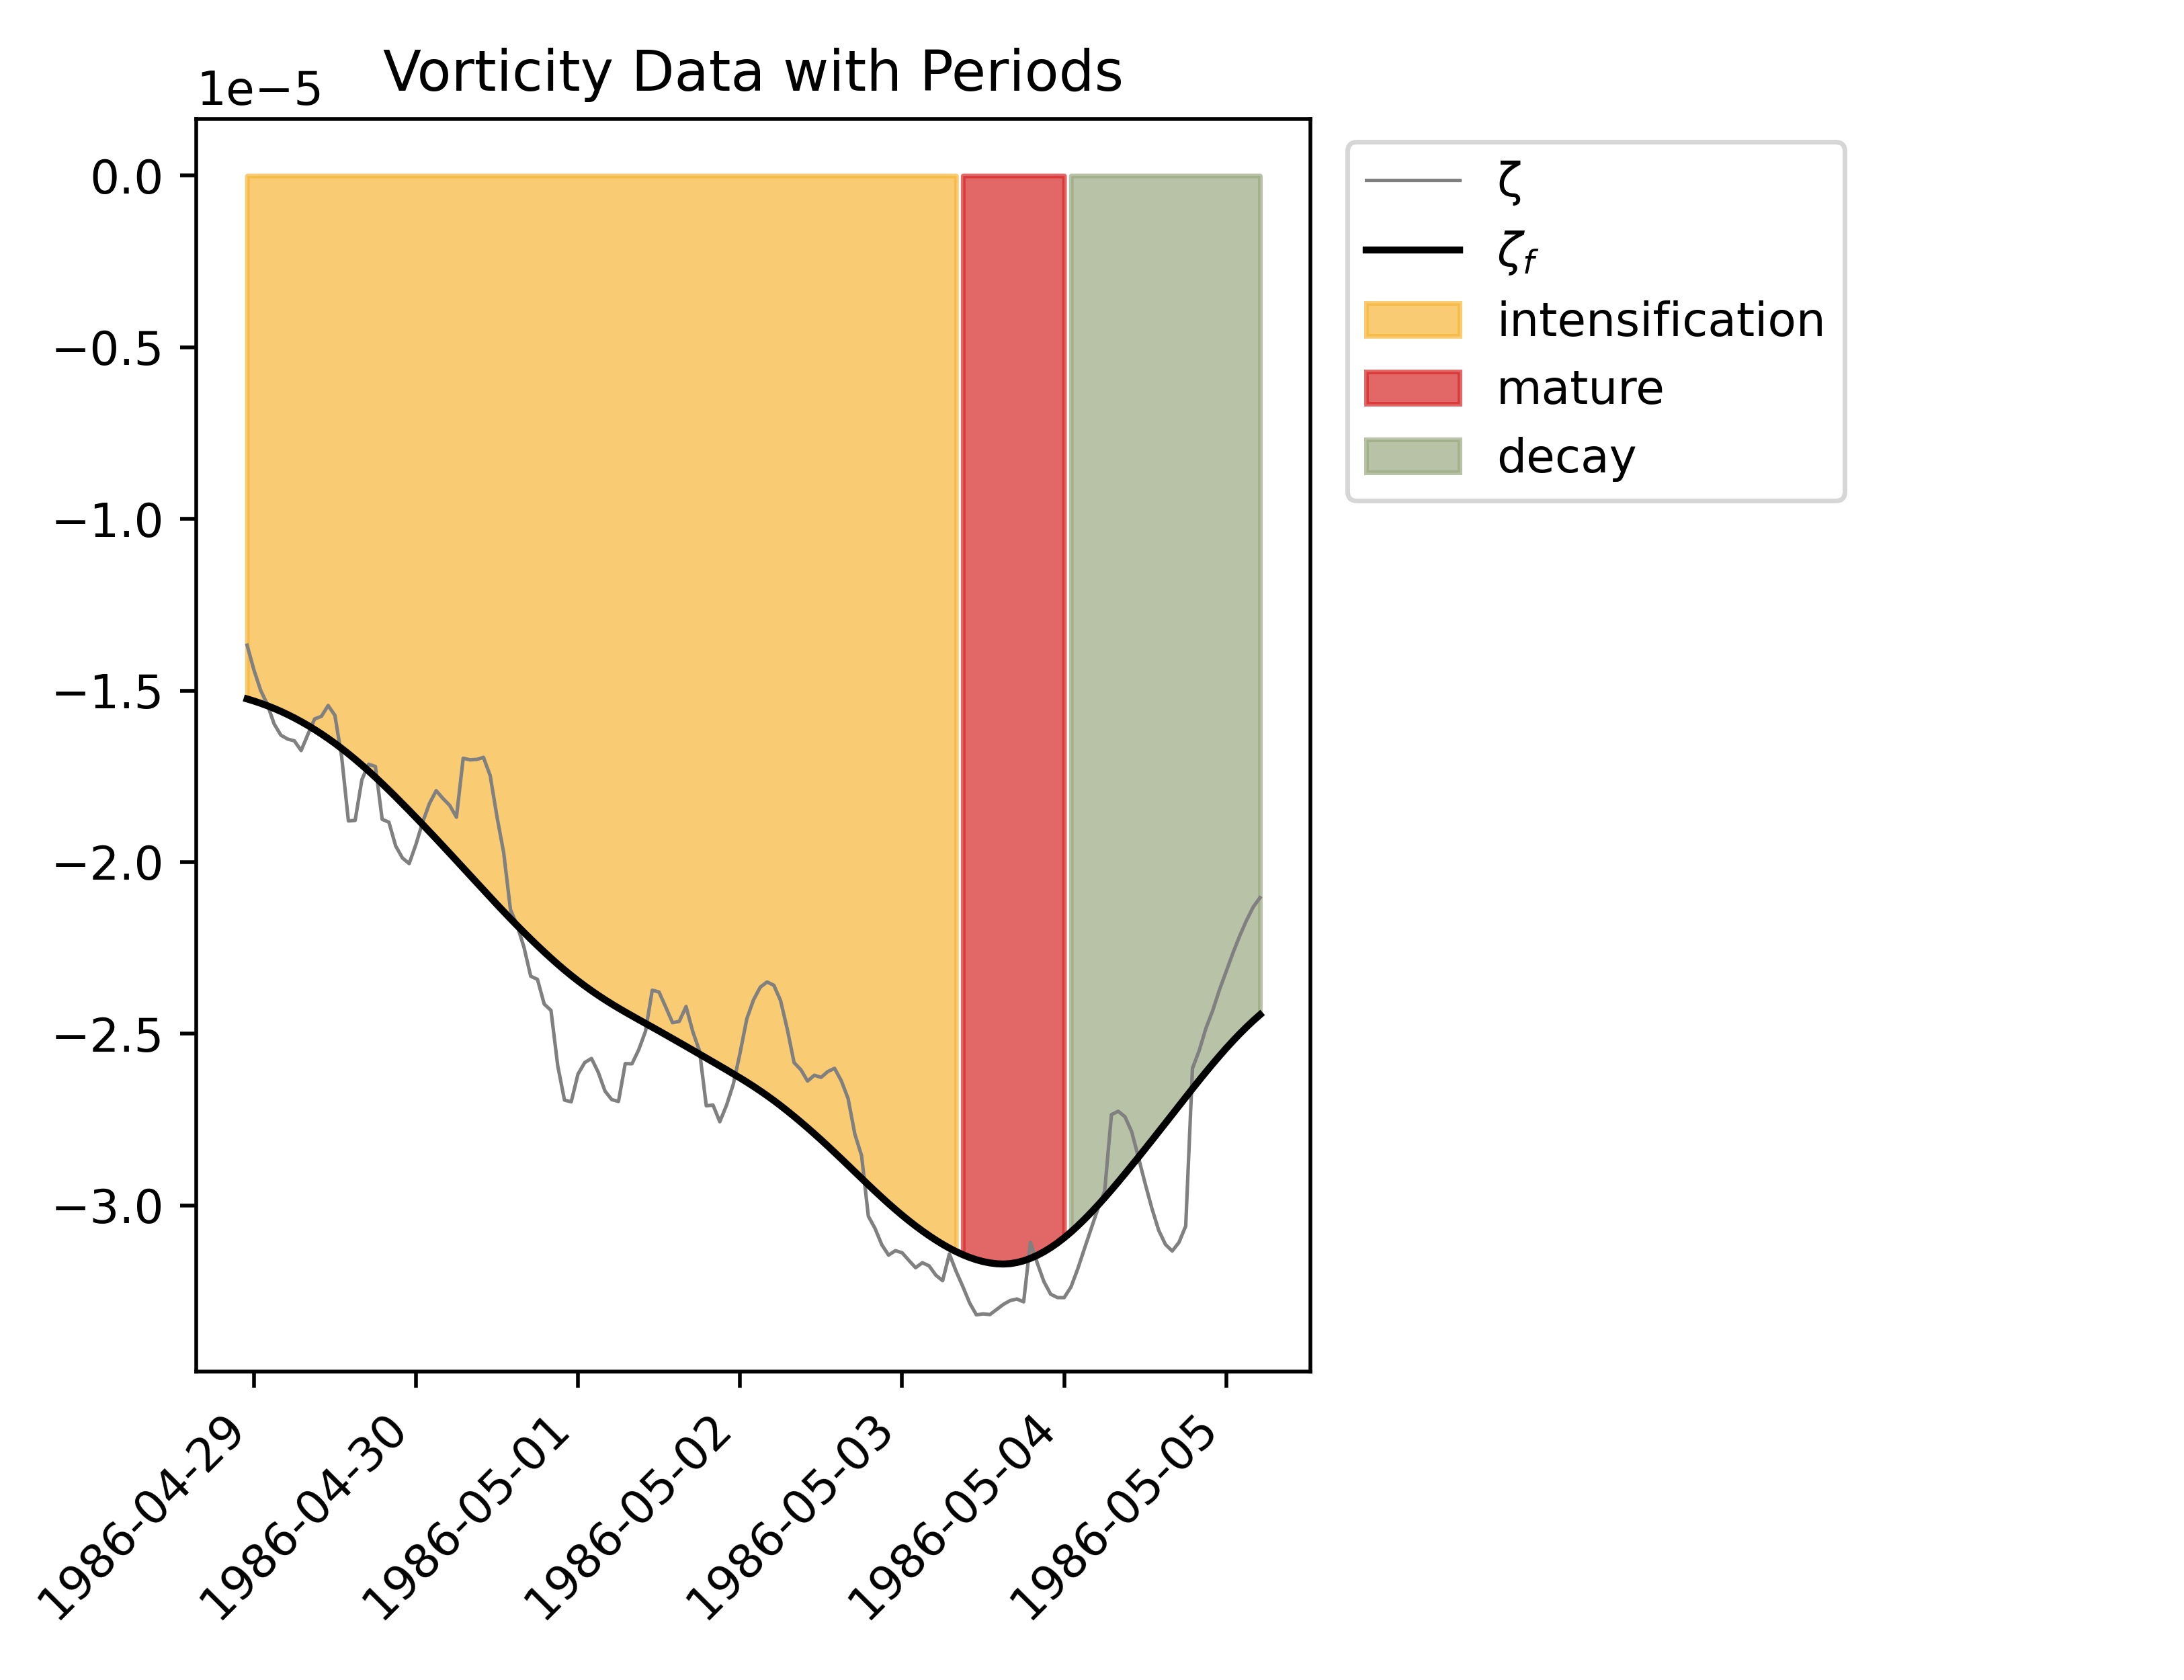 Vorticity Data with Periods
1e−5
0.0
−0.5
−1.0
−1.5
−2.0
−2.5
−3.0
1986-04-29
1986-04-30
1986-05-01
1986-05-02
1986-05-03
1986-05-04
1986-05-05
ζ
ζf
intensification
mature
decay